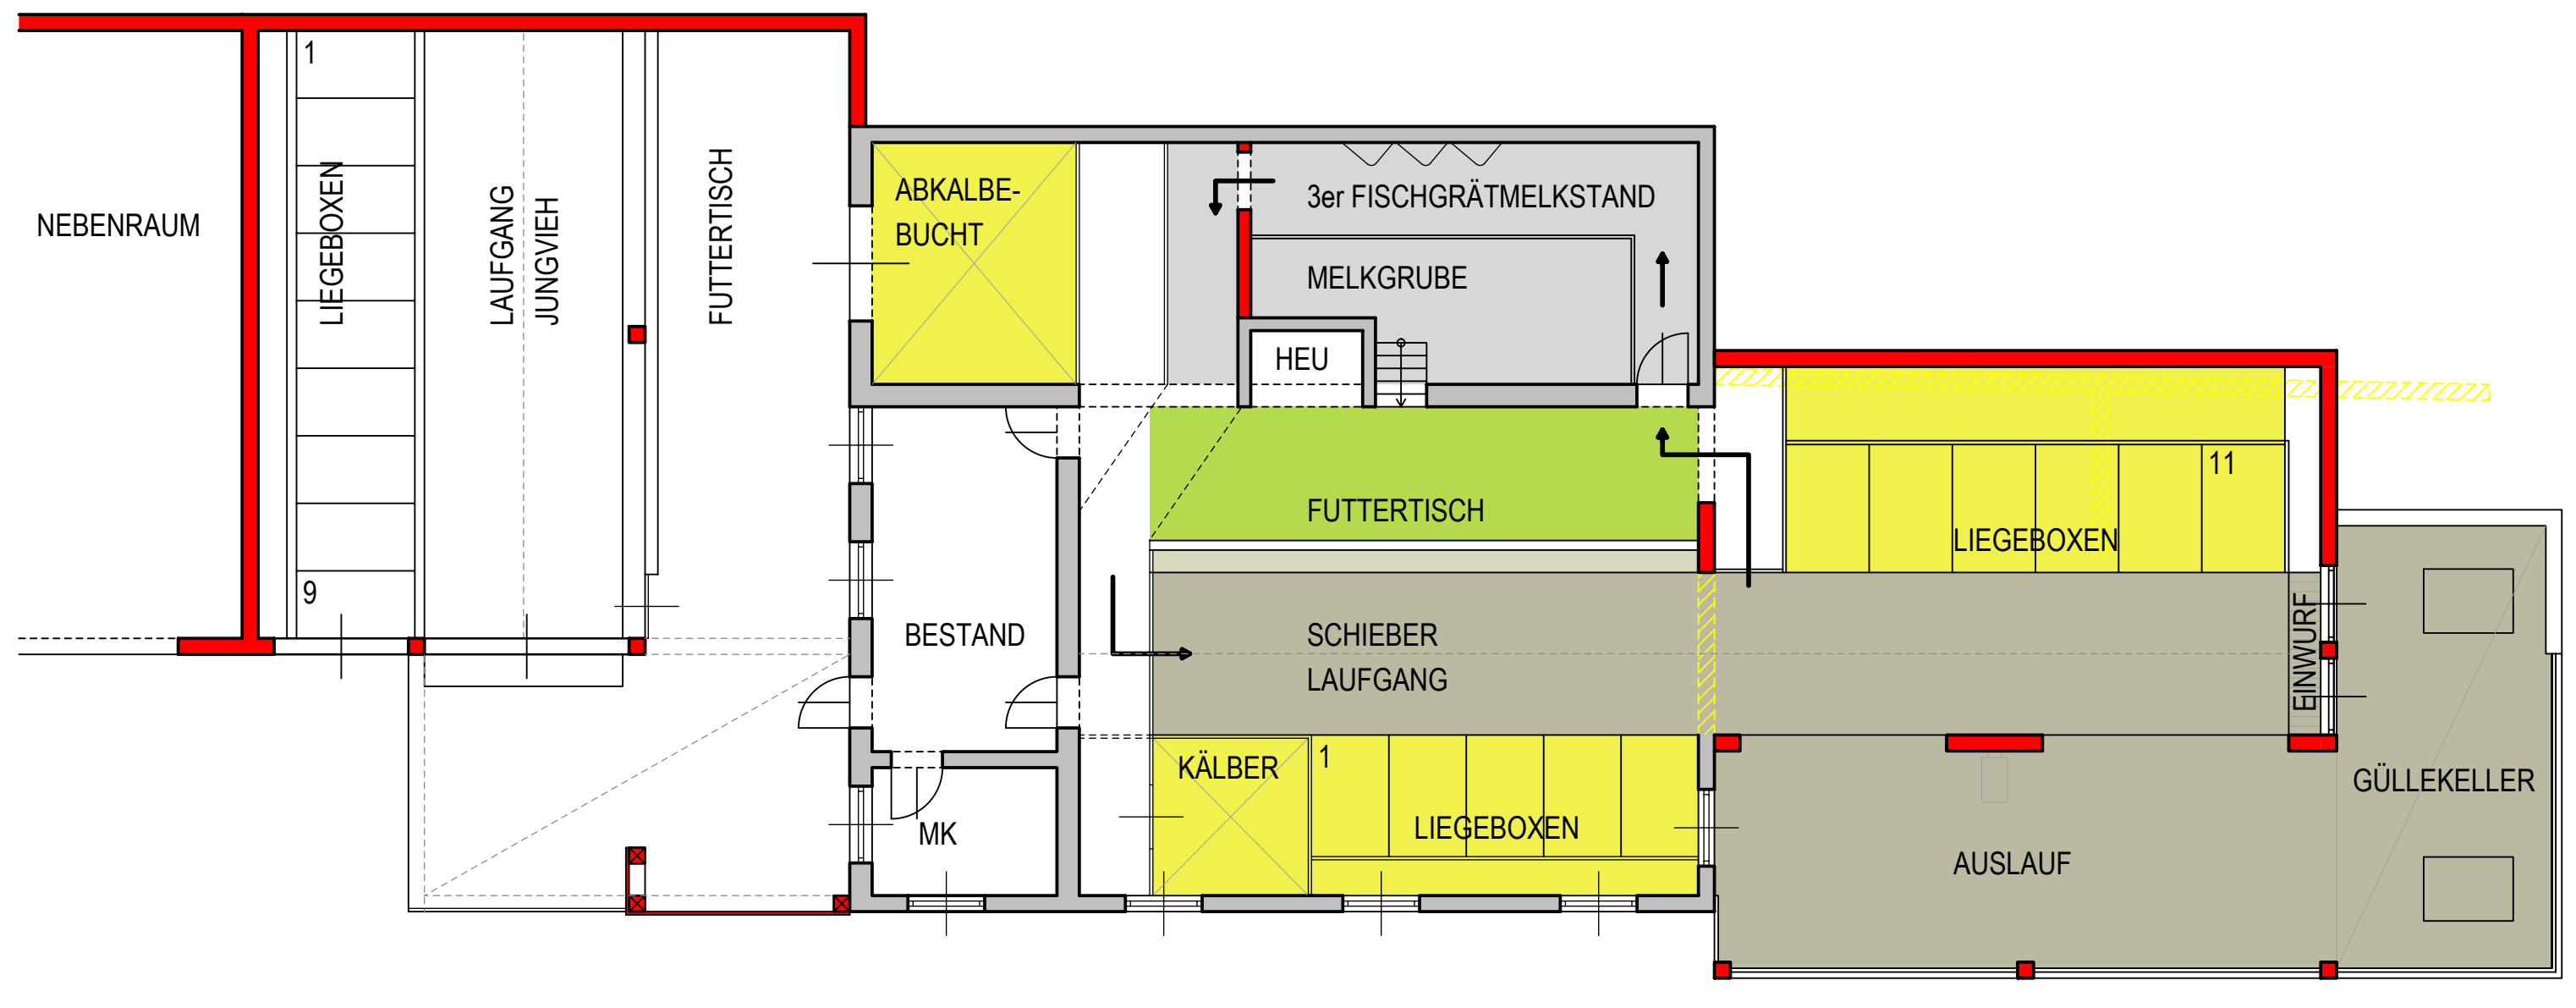 NEBENRAUM
1
LIEGEBOXEN
9
LAUFGANG
JUNGVIEH
FUTTERTISCH
ABKALBE-
BUCHT
3er FISCHGRÄTMELKSTAND
MELKGRUBE
HEU
FUTTERTISCH
BESTAND
SCHIEBER
LAUFGANG
MK
KÄLBER
1
LIEGEBOXEN
11
LIEGEBOXEN
EINWURF
AUSLAUF
GÜLLEKELLER